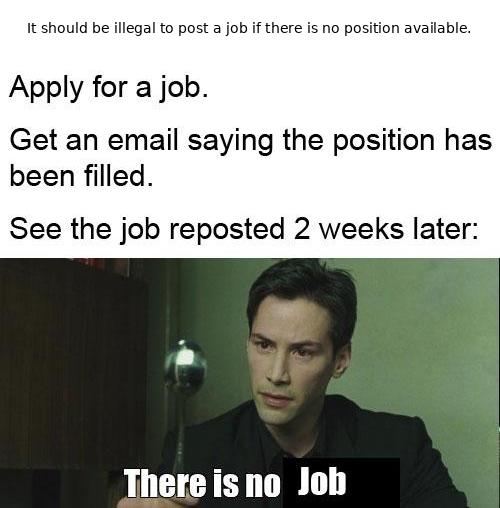 It should be illegal to post a job if there is no position available.
Apply for a job.
Get an email saying the position has
been filled.
See the job reposted 2 weeks later:
There is no Job